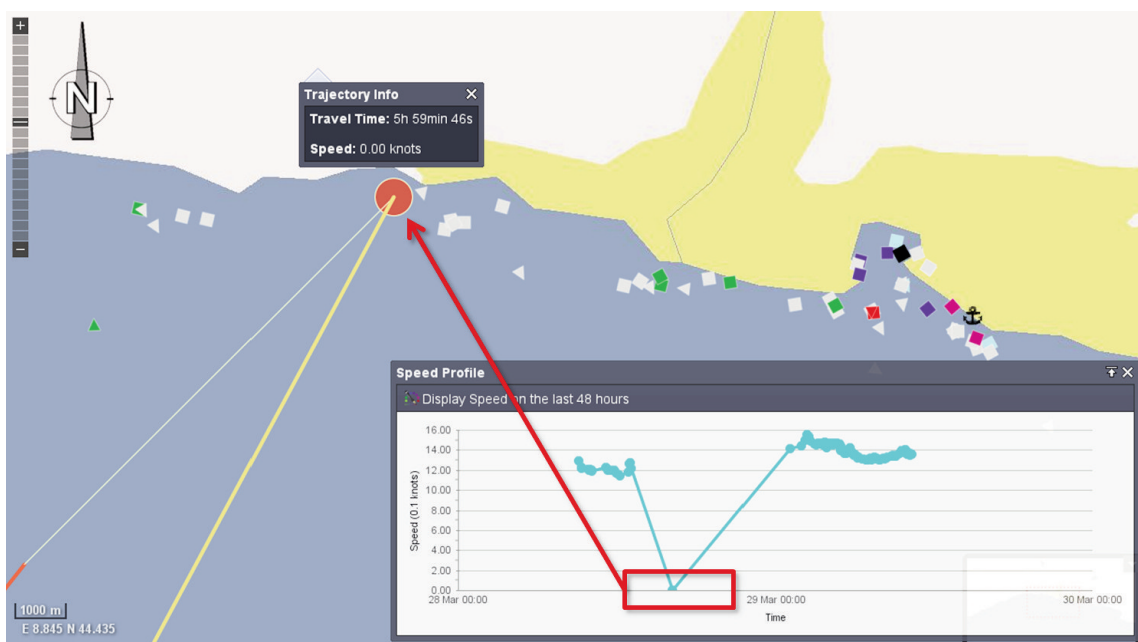 +
N
Trajectory Info
Travel Time: 5h 59min 46s
Speed: 0.00 knots
-
Speed Profile
Display Speed on the last 48 hours
16.00
14.00
12.00
10.00
8.00
6.00
4.00
2.00
0.00
Speed (0.1 knots)
28 Mar 00:00
29 Mar 00:00
30 Mar 00:00
Time
1000 m
E 8.845 N 44.435